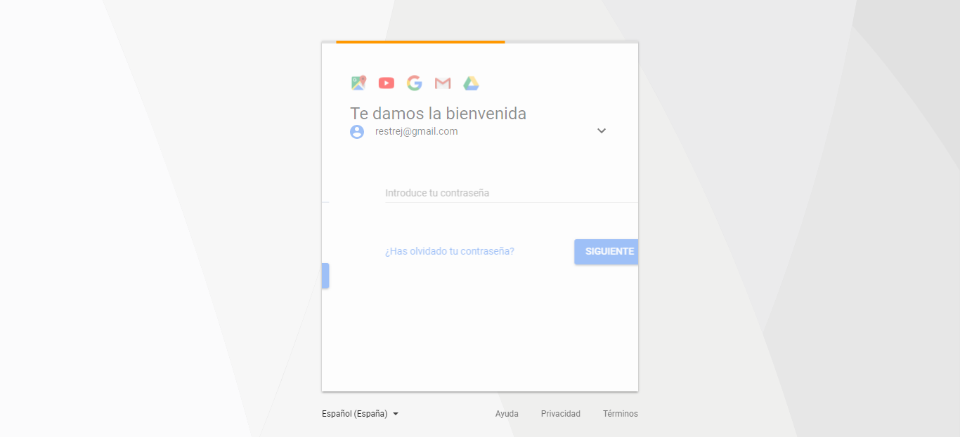 Te damos la bienvenida
restrej@gmail.com
Introduce tu contraseña
¿Has olvidado tu contraseña?
SIGUIENTE
Español (España)
Ayuda
Privacidad
Términos